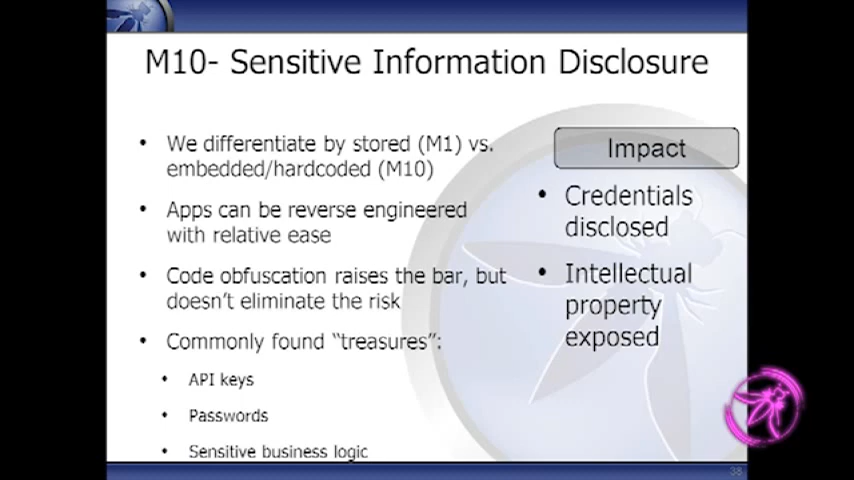 M10- Sensitive Information Disclosure
• We differentiate by stored (M1) vs.
embedded/hardcoded (M10)
• Apps can be reverse engineered
with relative ease
• Code obfuscation raises the bar, but
doesn't eliminate the risk
• Commonly found “treasures”:
• API keys
• Passwords
• Sensitive business logic
Impact
• Credentials
disclosed
• Intellectual
property
exposed
38